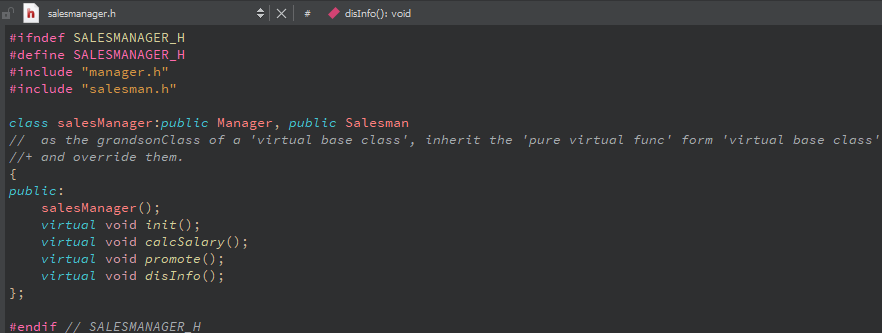 h salesmanager.h # disInfo(): void
#ifndef SALESMANAGER_H
#define SALESMANAGER_H
#include "manager.h"
#include "salesman.h"
class salesManager:public Manager, public Salesman
//  as the grandsonClass of a 'virtual base class', inherit the 'pure virtual func' form 'virtual base class'
//+ and override them.
{
public:
    salesManager();
    virtual void init();
    virtual void calcSalary();
    virtual void promote();
    virtual void disInfo();
};
#endif // SALESMANAGER_H